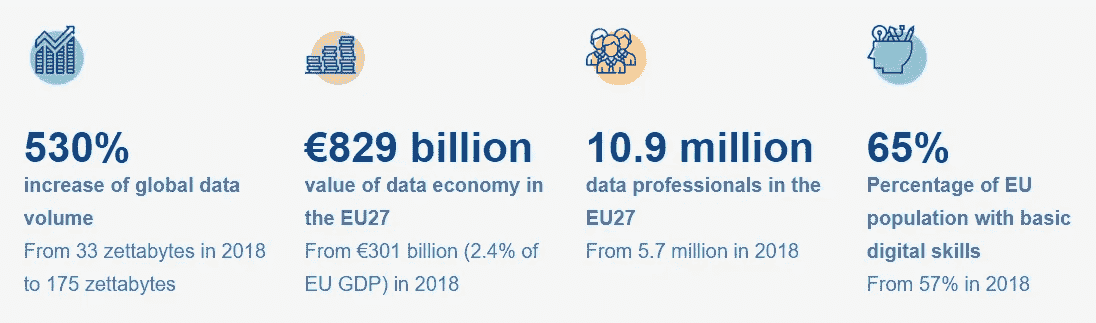 530%
increase of global data
volume
From 33 zettabytes in 2018
to 175 zettabytes
€829 billion
value of data economy in
the EU27
From €301 billion (2.4% of
EU GDP) in 2018
10.9 million
data professionals in the
EU27
From 5.7 million in 2018
65%
Percentage of EU
population with basic
digital skills
From 57% in 2018